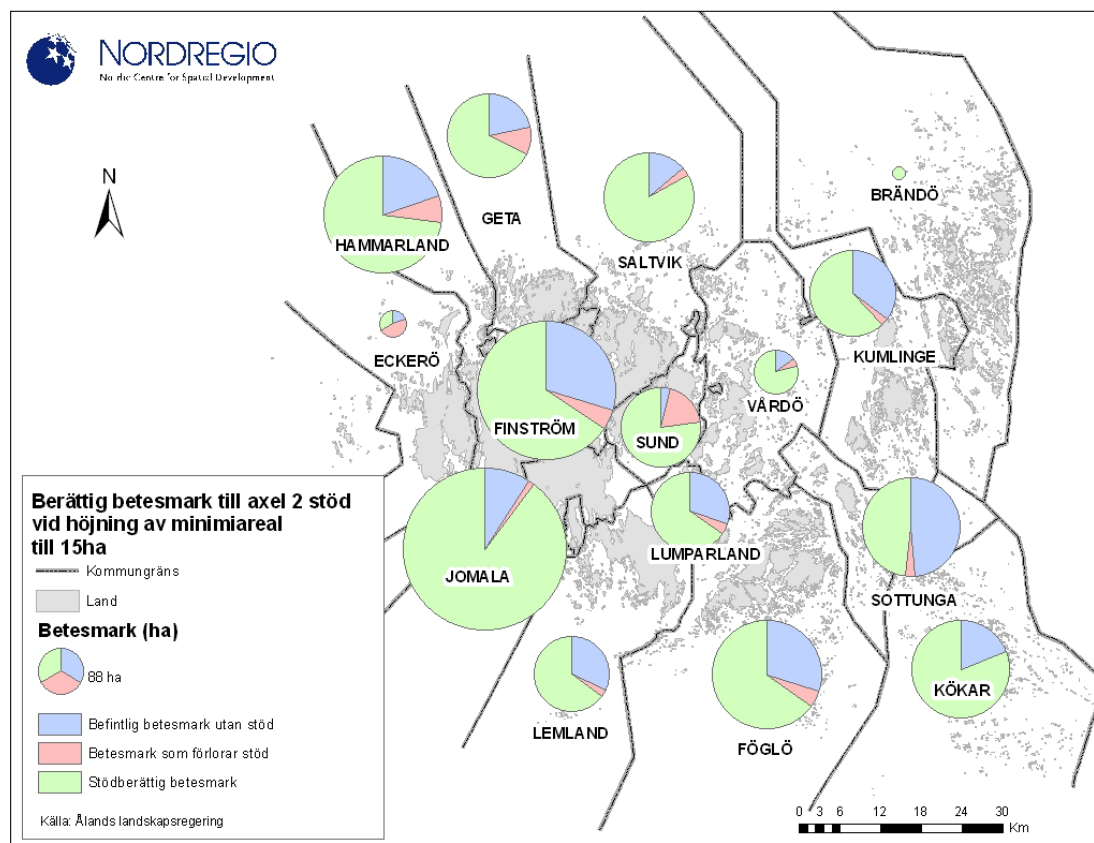 NORDREGIO
Nordic Centre for Spatial Development
N
GETA
HAMMARLAND
SALTVIK
BRÄNDÖ
ECKERÖ
KUMLINGE
VÅRDÖ
FINSTRÖM
SUND
LUMPARLAND
JOMALA
SOTTUNGA
KÖKAR
LEMLAND
FÖGLÖ
Berättig betesmark till axel 2 stöd
vid höjning av minimiareal
till 15ha
Kommungräns
Land
Betesmark (ha)
88 ha
Befintlig betesmark utan stöd
Betesmark som förlorar stöd
Stödberättig betesmark
Källa: Ålands landskapsregering
0 3 6 12 18 24 30
Km